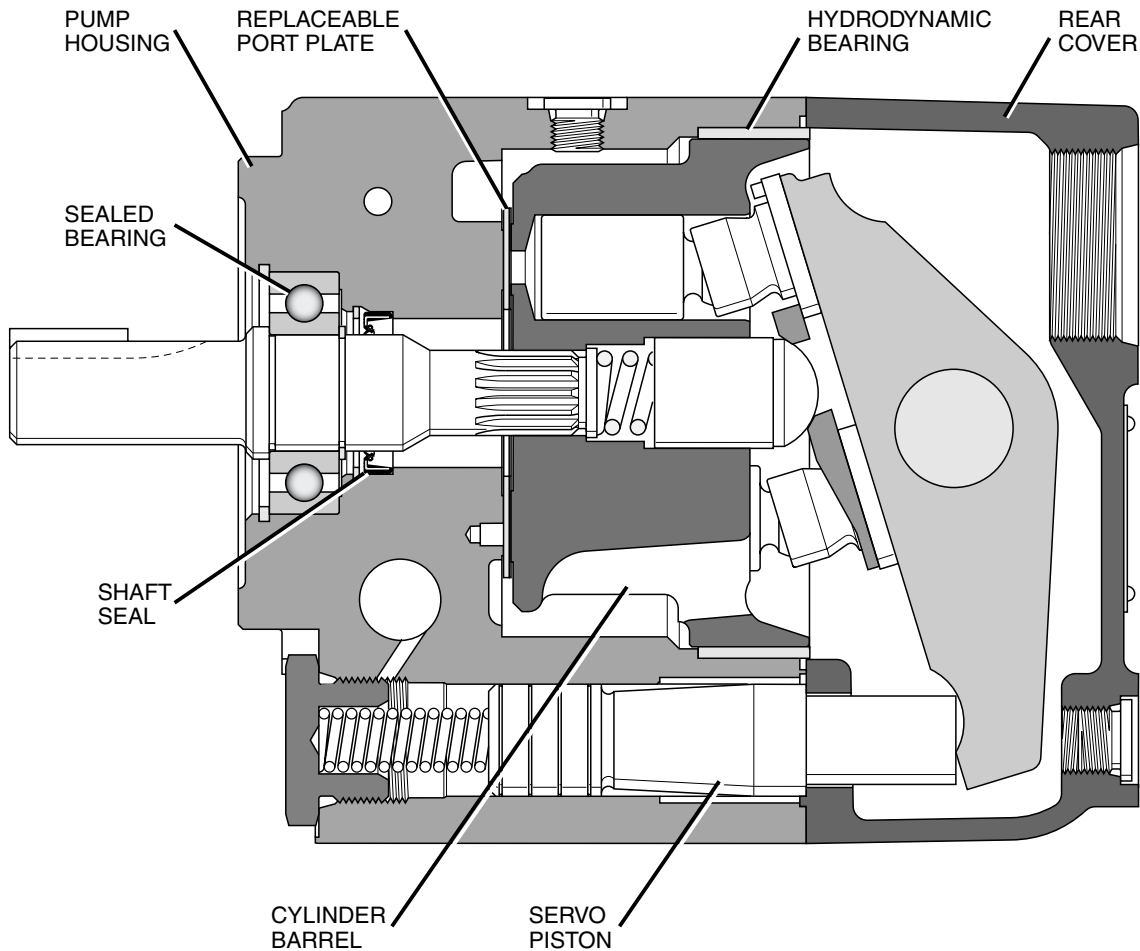 PUMP
HOUSING
REPLACEABLE
PORT PLATE
HYDRODYNAMIC
BEARING
REAR
COVER
SEALED
BEARING
SHAFT
SEAL
CYLINDER
BARREL
SERVO
PISTON